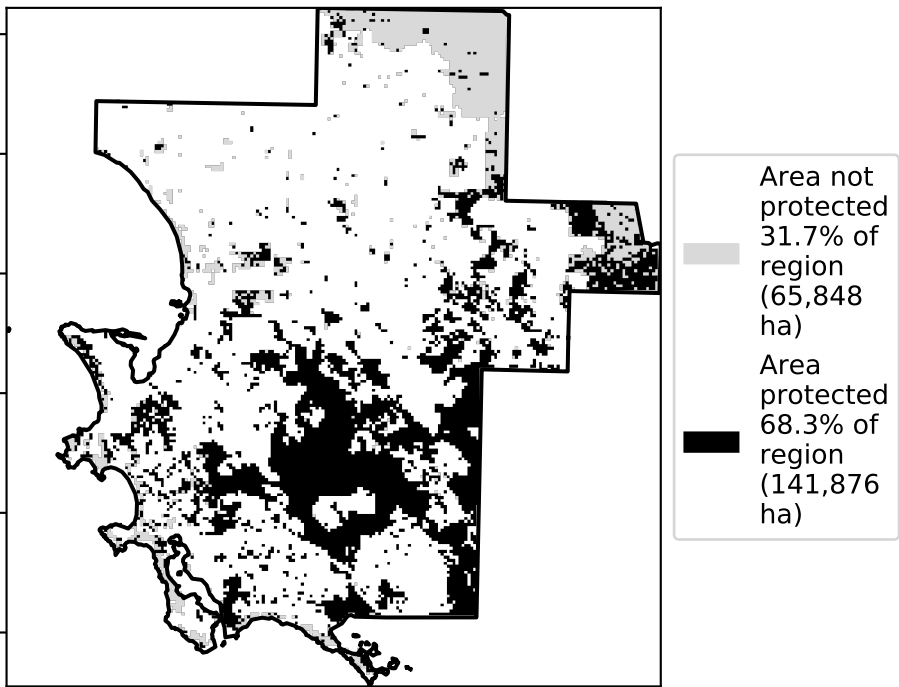 Area not
protected
31.7% of
region
(65,848
ha)
Area
protected
68.3% of
region
(141,876
ha)